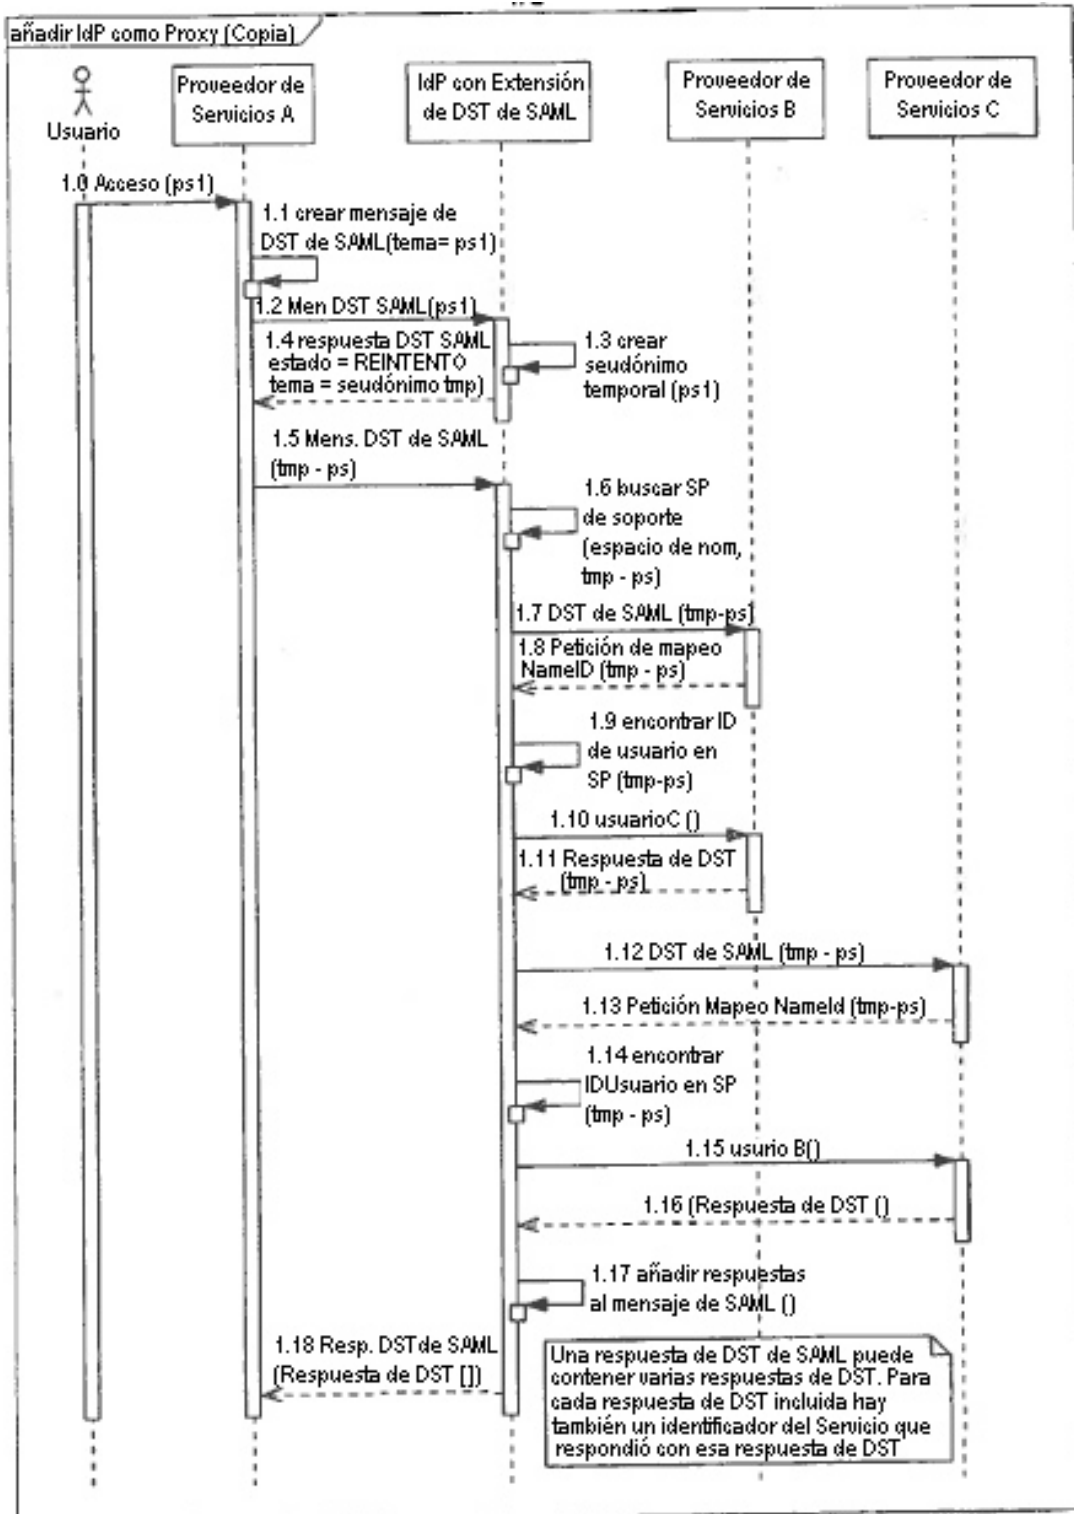 añadir IdP como Proxy (Copia)
Usuario
Proveedor de
Servicios A
IdP con Extensión
de DST de SAML
Proveedor de
Servicios B
Proveedor de
Servicios C
1.0 Acceso (ps1)
1.1 crear mensaje de
DST de SAML(tema= ps1)
1.2 Men DST SAML(ps1)
1.3 crear
seudónimo
temporal (ps1)
1.4 respuesta DST SAML
estado = REINTENTO
tema = seudónimo tmp)
1.5 Mens. DST de SAML
(tmp - ps)
1.6 buscar SP
de soporte
(espacio de nom,
tmp - ps)
1.7 DST de SAML (tmp-ps)
1.8 Petición de mapeo
NameID (tmp - ps)
1.9 encontrar ID
de usuario en
SP (tmp-ps)
1.10 usuarioC ()
1.11 Respuesta de DST
(tmp - ps)
1.12 DST de SAML (tmp - ps)
1.13 Petición Mapeo NameId (tmp-ps)
1.14 encontrar
IDUsuario en SP
(tmp - ps)
1.15 usurio B()
1.16 (Respuesta de DST ()
1.17 añadir respuestas
al mensaje de SAML ()
1.18 Resp. DST de SAML
(Respuesta de DST [])
Una respuesta de DST de SAML puede
contener varias respuestas de DST. Para
cada respuesta de DST incluida hay
también un identificador del Servicio que
respondió con esa respuesta de DST